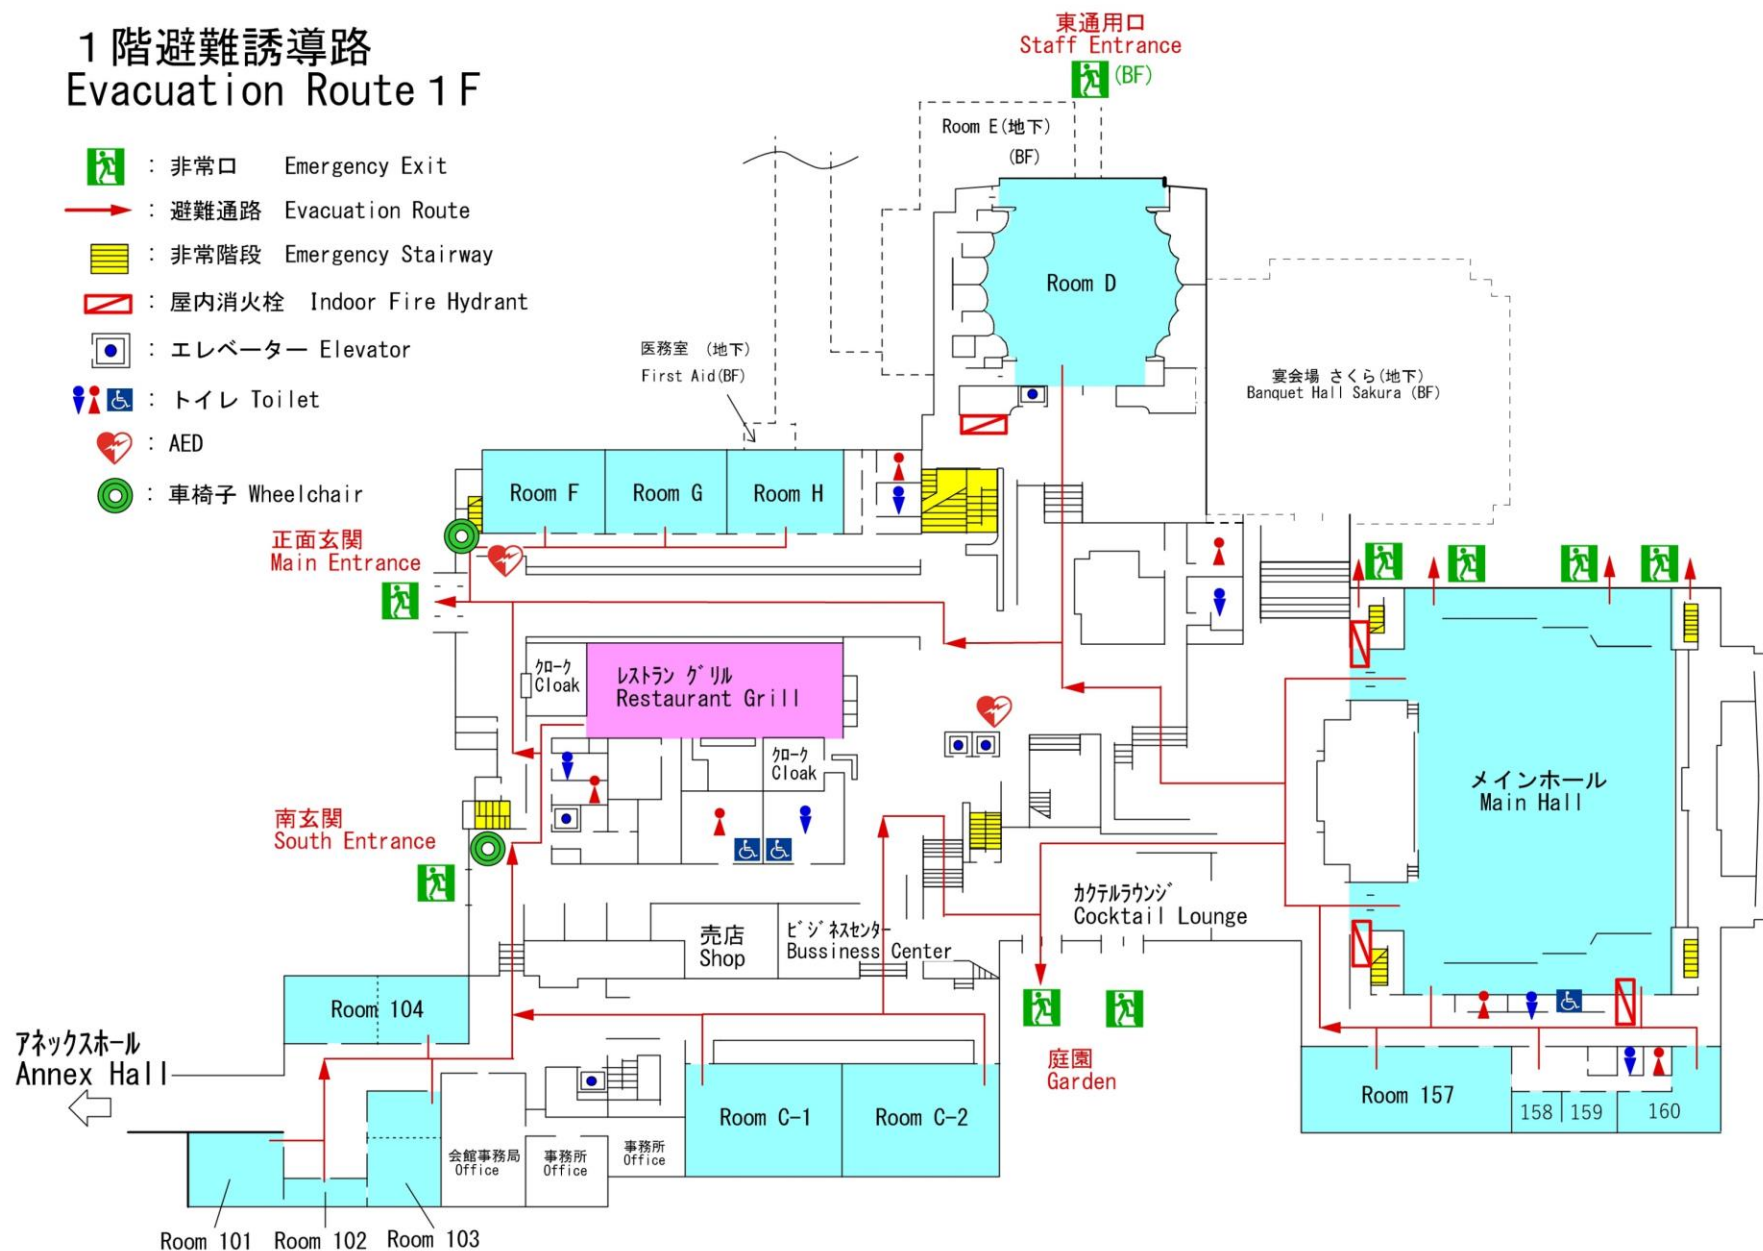 １階避難誘導路
Evacuation Route１F
: 非常口 Emergency Exit
: 避難通路 Evacuation Route
: 非常階段 Emergency Stairway
: 屋内消火栓 Indoor Fire Hydrant
: エレベーター Elevator
: トイレ Toilet
: AED
: 車椅子 Wheelchair
東通用口
Staff Entrance
(BF)
Room E(地下)
(BF)
Room D
医務室 (地下)
First Aid(BF)
宴会場 さくら(地下)
Banquet Hall Sakura (BF)
Room F
Room G
Room H
正面玄関
Main Entrance
クローク
Cloak
レストラン グリル
Restaurant Grill
クローク
Cloak
メインホール
Main Hall
南玄関
South Entrance
カクテルラウンジ
Cocktail Lounge
売店
Shop
ビジネスセンター
Bussiness Center
Room 104
アネックスホール
Annex Hall
庭園
Garden
Room C-1
Room C-2
Room 157
158
159
160
会館事務局
Office
事務所
Office
事務所
Office
Room 101
Room 102
Room 103